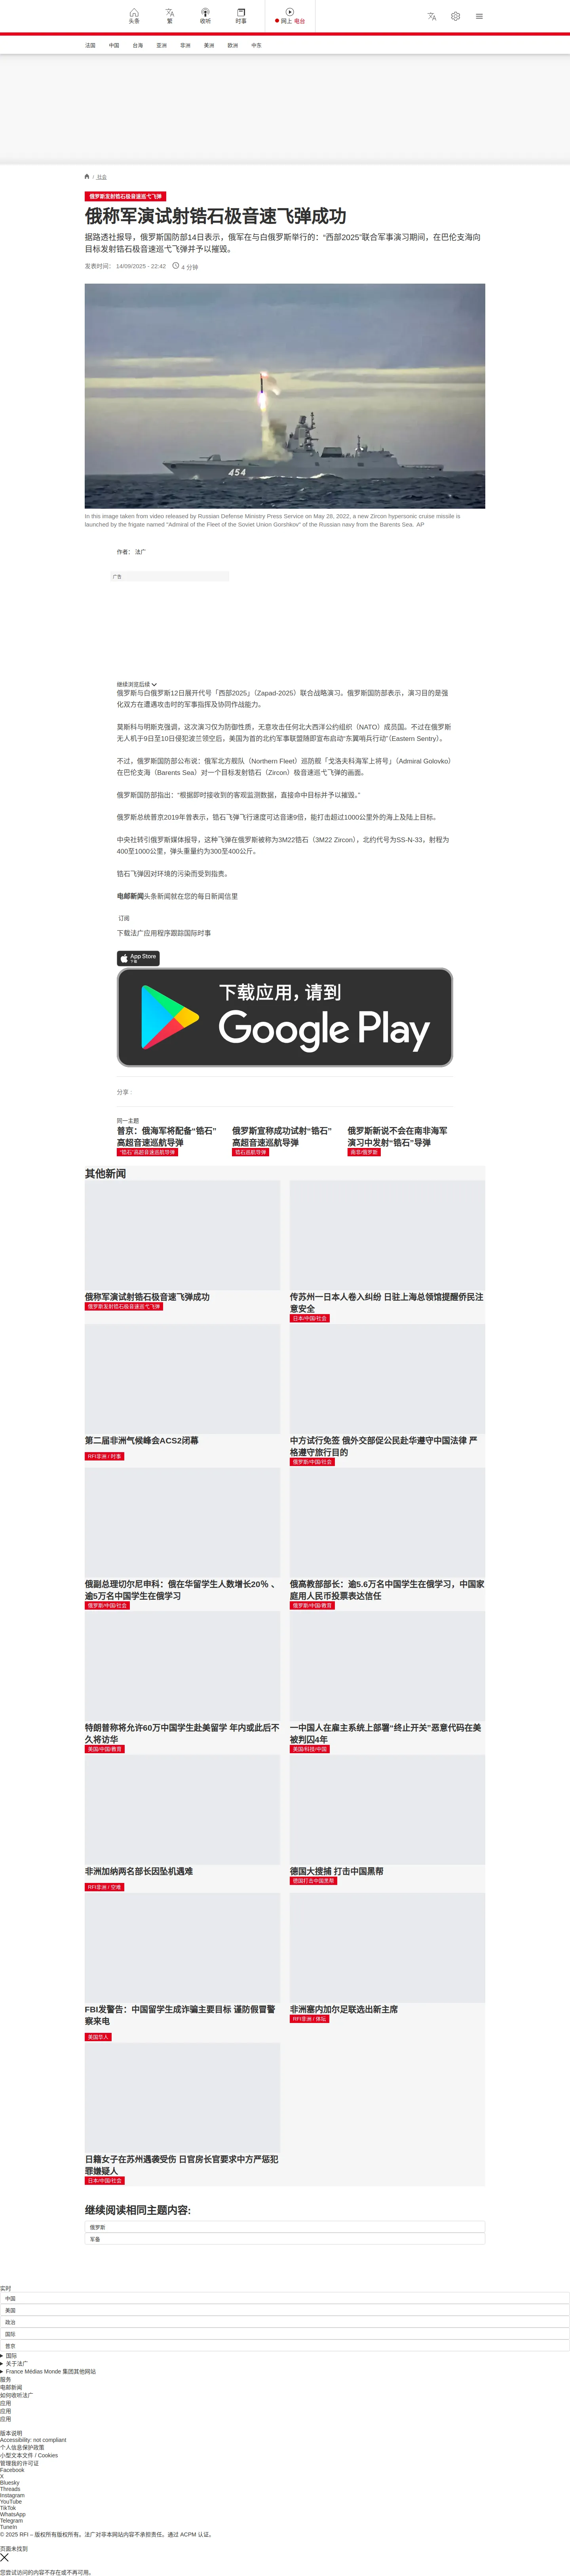 头条
繁
收听
时事
网上 电台
法国 中国 台海 亚洲 非洲 美洲 欧洲 中东
/ 社会
俄罗斯发射锆石极音速巡弋飞弹
俄称军演试射锆石极音速飞弹成功
据路透社报导，俄罗斯国防部14日表示，俄军在与白俄罗斯举行的：“西部2025”联合军事演习期间，在巴伦支海向
目标发射锆石极音速巡弋飞弹并予以摧毁。
发表时间： 14/09/2025 - 22:42 4 分钟
454
In this image taken from video released by Russian Defense Ministry Press Service on May 28, 2022, a new Zircon hypersonic cruise missile is
launched by the frigate named "Admiral of the Fleet of the Soviet Union Gorshkov" of the Russian navy from the Barents Sea. AP
作者： 法广
广告
继续浏览后续
俄罗斯与白俄罗斯12日展开代号「西部2025」（Zapad-2025）联合战略演习。俄罗斯国防部表示，演习目的是强
化双方在遭遇攻击时的军事指挥及协同作战能力。
莫斯科与明斯克强调，这次演习仅为防御性质，无意攻击任何北大西洋公约组织（NATO）成员国。不过在俄罗斯
无人机于9日至10日侵犯波兰领空后，美国为首的北约军事联盟随即宣布启动“东翼哨兵行动”（Eastern Sentry）。
不过，俄罗斯国防部公布说：俄军北方舰队（Northern Fleet）巡防舰「戈洛夫科海军上将号」（Admiral Golovko）
在巴伦支海（Barents Sea）对一个目标发射锆石（Zircon）极音速巡弋飞弹的画面。
俄罗斯国防部指出：“根据即时接收到的客观监测数据，直接命中目标并予以摧毁。”
俄罗斯总统普京2019年普表示，锆石飞弹飞行速度可达音速9倍，能打击超过1000公里外的海上及陆上目标。
中央社转引俄罗斯媒体报导，这种飞弹在俄罗斯被称为3M22锆石（3M22 Zircon），北约代号为SS-N-33，射程为
400至1000公里，弹头重量约为300至400公斤。
锆石飞弹因对环境的污染而受到指责。
电邮新闻头条新闻就在您的每日新闻信里
订阅
下载法广应用程序跟踪国际时事
App Store
下载
下载应用，请到
Google Play
分享 :
同一主题
普京：俄海军将配备“锆石”
高超音速巡航导弹
“锆石”高超音速巡航导弹
俄罗斯宣称成功试射“锆石”
高超音速巡航导弹
锆石巡航导弹
俄罗斯新说不会在南非海军
演习中发射“锆石”导弹
南非/俄罗斯
其他新闻
俄称军演试射锆石极音速飞弹成功
俄罗斯发射锆石极音速巡弋飞弹
传苏州一日本人卷入纠纷 日驻上海总领馆提醒侨民注
意安全
日本/中国/社会
第二届非洲气候峰会ACS2闭幕
RFI非洲 / 时事
中方试行免签 俄外交部促公民赴华遵守中国法律 严
格遵守旅行目的
俄罗斯/中国/社会
俄副总理切尔尼申科：俄在华留学生人数增长20% 、
逾5万名中国学生在俄学习
俄罗斯/中国/社会
俄高教部部长：逾5.6万名中国学生在俄学习，中国家
庭用人民币投票表达信任
俄罗斯/中国/教育
特朗普称将允许60万中国学生赴美留学 年内或此后不
久将访华
美国/中国/教育
一中国人在雇主系统上部署“终止开关”恶意代码在美
被判囚4年
美国/科技/中国
非洲加纳两名部长因坠机遇难
RFI非洲 / 空难
德国大搜捕 打击中国黑帮
德国打击中国黑帮
FBI发警告：中国留学生成诈骗主要目标 谨防假冒警
察来电
美国华人
非洲塞内加尔足联选出新主席
RFI非洲 / 体坛
日籍女子在苏州遇袭受伤 日官房长官要求中方严惩犯
罪嫌疑人
日本/中国/社会
继续阅读相同主题内容:
俄罗斯
军备
实时
中国
美国
政治
国际
普京
国际
关于法广
France Médias Monde 集团其他网站
服务
电邮新闻
如何收听法广
应用
应用
应用
版本说明
Accessibility: not compliant
个人信息保护政策
小型文本文件 / Cookies
管理我的许可证
Facebook
X
Bluesky
Threads
Instagram
YouTube
TikTok
WhatsApp
Telegram
TuneIn
© 2025 RFI – 版权所有版权所有。法广对非本网站内容不承担责任。通过 ACPM 认证。
页面未找到
您尝试访问的内容不存在或不再可用。